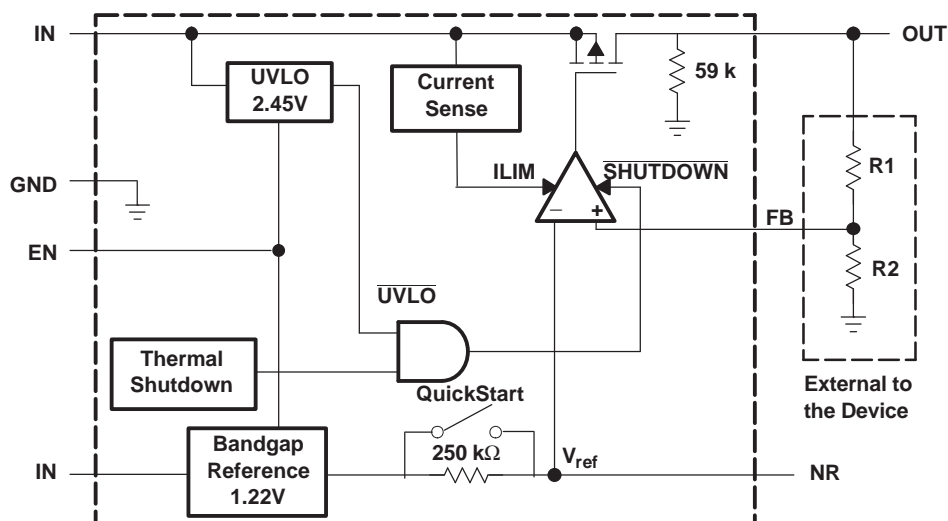 IN
OUT
UVLO
2.45V
Current
Sense
59 k
GND
ILIM
SHUTDOWN
R1
FB
EN
R2
UVLO
Thermal
Shutdown
QuickStart
External to
the Device
Bandgap
Reference
1.22V
250 kΩ
Vref
IN
NR
−
+